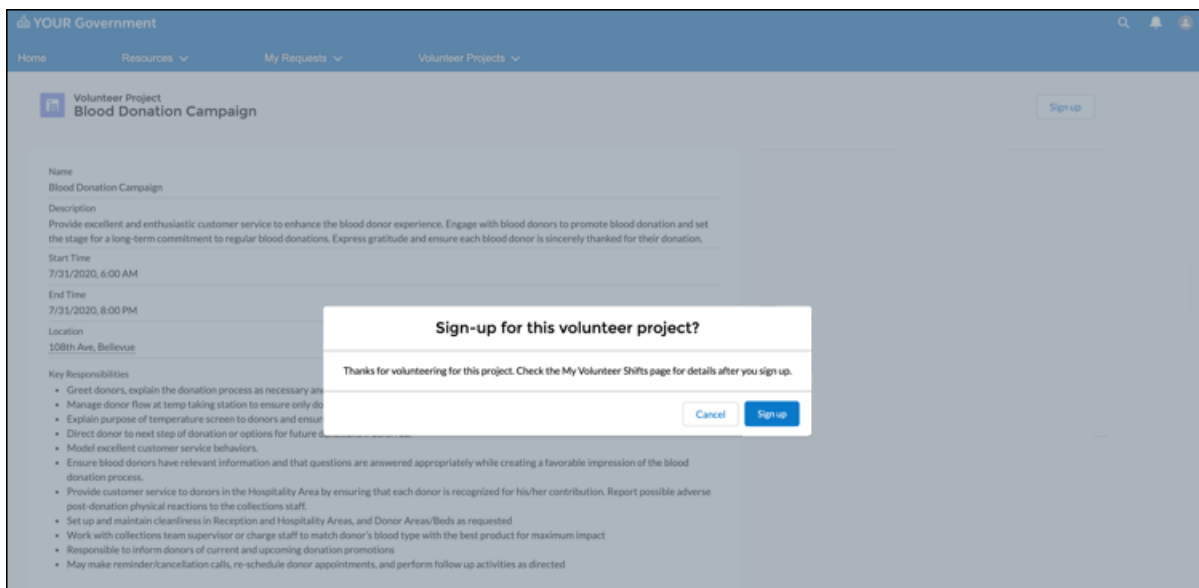 YOUR Government
Home Resources My Requests Volunteer Projects
Volunteer Project
Blood Donation Campaign
Sign up
Name
Blood Donation Campaign
Description
Provide excellent and enthusiastic customer service to enhance the blood donor experience. Engage with blood donors to promote blood donation and set
the stage for a long-term commitment to regular blood donations. Express gratitude and ensure each blood donor is sincerely thanked for their donation.
Start Time
7/31/2020, 6:00 AM
End Time
7/31/2020, 8:00 PM
Location
108th Ave, Bellevue
Sign-up for this volunteer project?
Thanks for volunteering for this project. Check the My Volunteer Shifts page for details after you sign up.
Cancel Sign up
Key Responsibilities
• Greet donors, explain the donation process as necessary
• Manage donor flow at temp taking station to ensure only
• Explain purpose of temperature screen to donors and
• Direct donor to next step of donation or options for future
• Model excellent customer service behaviors.
• Ensure blood donors have relevant information and that questions are answered appropriately while creating a favorable impression of the blood
donation process.
• Provide customer service to donors in the Hospitality Area by ensuring that each donor is recognized for his/her contribution. Report possible adverse
post-donation physical reactions to the collections staff.
• Set up and maintain cleanliness in Reception and Hospitality Areas, and Donor Areas/Beds as requested
• Work with collections team supervisor or charge staff to match donor's blood type with the best product for maximum impact
• Responsible to inform donors of current and upcoming donation promotions
• May make reminder/cancellation calls, re-schedule donor appointments, and perform follow up activities as directed